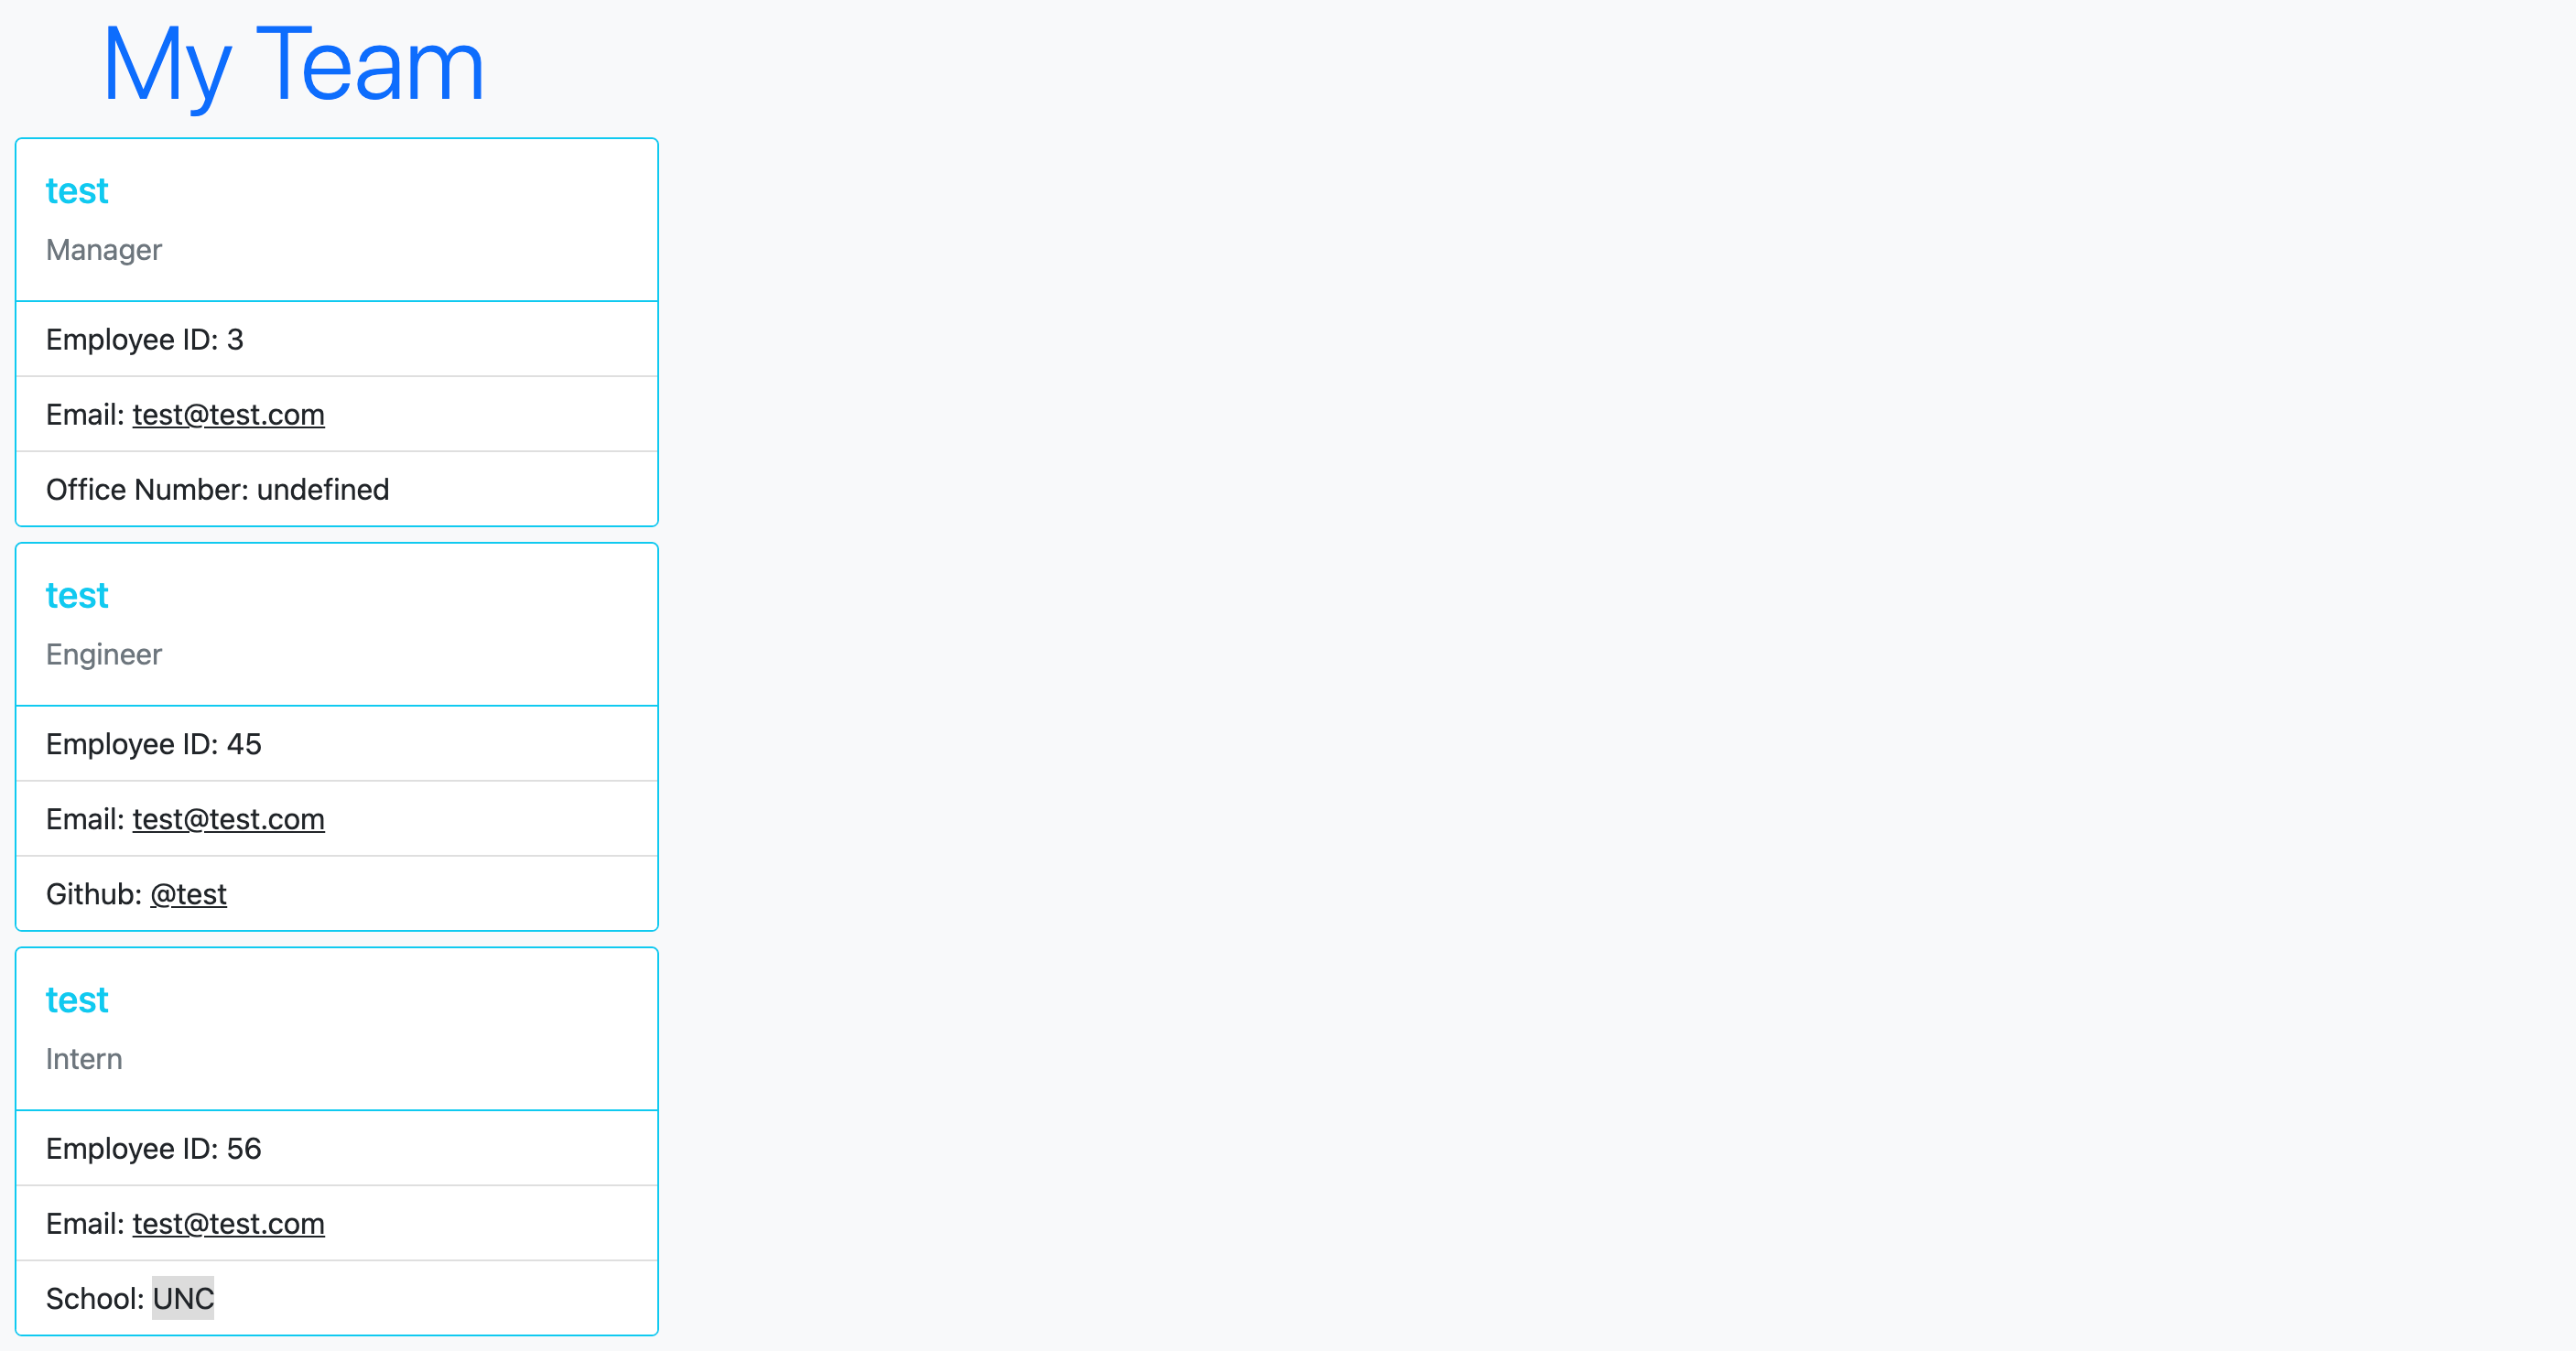 My Team
test
Manager
Employee ID: 3
Email: test@test.com
Office Number: undefined
test
Engineer
Employee ID: 45
Email: test@test.com
Github: @test
test
Intern
Employee ID: 56
Email: test@test.com
School: UNC